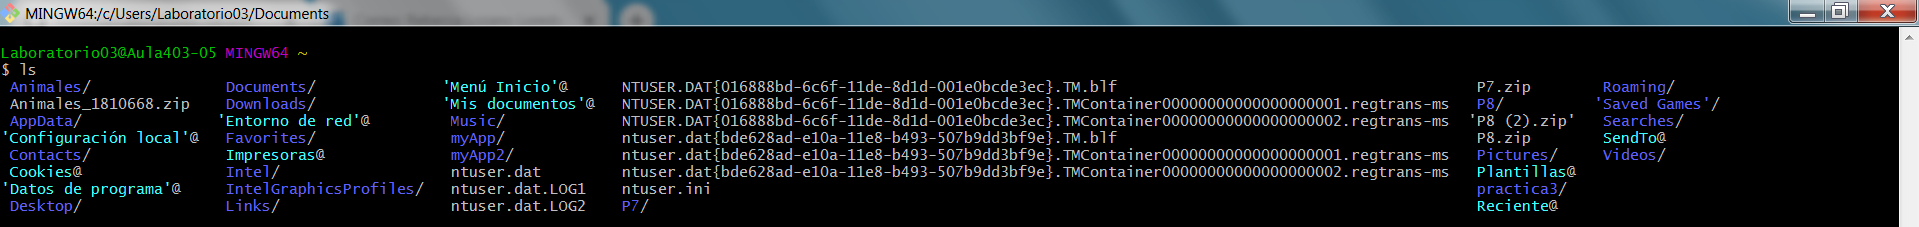 MINGW64:/c/Users/Laboratorio03/Documents
Laboratorio03@Aula403-05 MINGW64 ~
$ ls
Animales/ Documents/ 'Menú Inicio'@ NTUSER.DAT{016888bd-6c6f-11de-8d1d-001e0bcde3ec}.TM.blf P7.zip Roaming/
Animales_1810668.zip Downloads/ 'Mis documentos'@ NTUSER.DAT{016888bd-6c6f-11de-8d1d-001e0bcde3ec}.TMContainer00000000000000000001.regtrans-ms P8/ 'Saved Games'/
AppData/ 'Entorno de red'@ Music/ NTUSER.DAT{016888bd-6c6f-11de-8d1d-001e0bcde3ec}.TMContainer00000000000000000002.regtrans-ms 'P8 (2).zip' Searches/
'Configuración local'@ Favorites/ myApp/ ntuser.dat{bde628ad-e10a-11e8-b493-507b9dd3bf9e}.TM.blf P8.zip SendTo@
Contacts/ Impresoras@ myApp2/ ntuser.dat{bde628ad-e10a-11e8-b493-507b9dd3bf9e}.TMContainer00000000000000000001.regtrans-ms Pictures/ Videos/
Cookies@ Intel/ ntuser.dat ntuser.dat{bde628ad-e10a-11e8-b493-507b9dd3bf9e}.TMContainer00000000000000000002.regtrans-ms Plantillas@
'Datos de programa'@ IntelGraphicsProfiles/ ntuser.dat.LOG1 ntuser.ini practica3/
Desktop/ Links/ ntuser.dat.LOG2 P7/ Reciente@